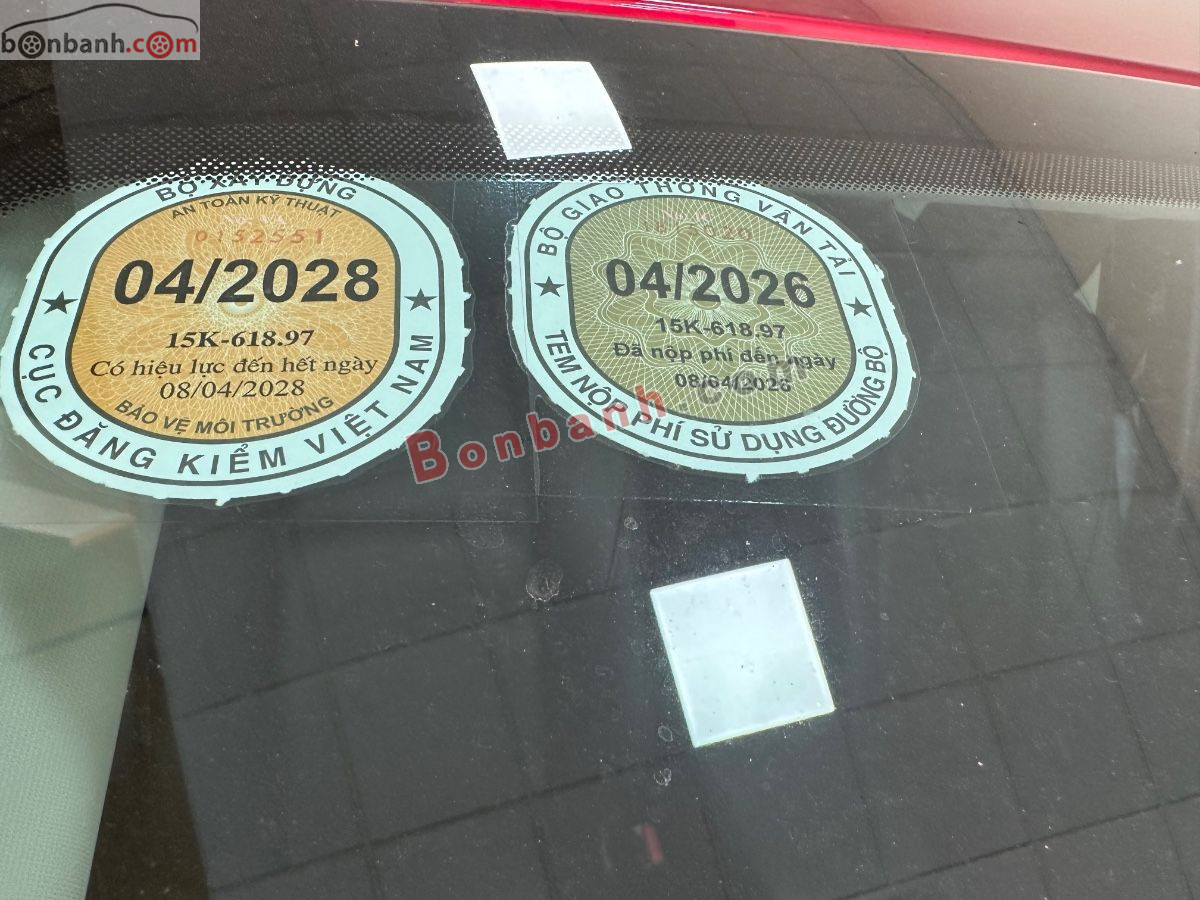 bonbanh.com
BỘ XÂY DỰNG
AN TOÀN KỸ THUẬT
0152551
04/2028
15K-618.97
Có hiệu lực đến hết ngày
08/04/2028
BẢO VỆ MÔI TRƯỜNG
CỤC ĐĂNG KIỂM VIỆT NAM
BỘ GIAO THÔNG VẬN TẢI
04/2026
15K-618.97
Đã nộp phí đến ngày
08/04/2026
TEM NỘP PHÍ SỬ DỤNG ĐƯỜNG BỘ
Bonbanh.com